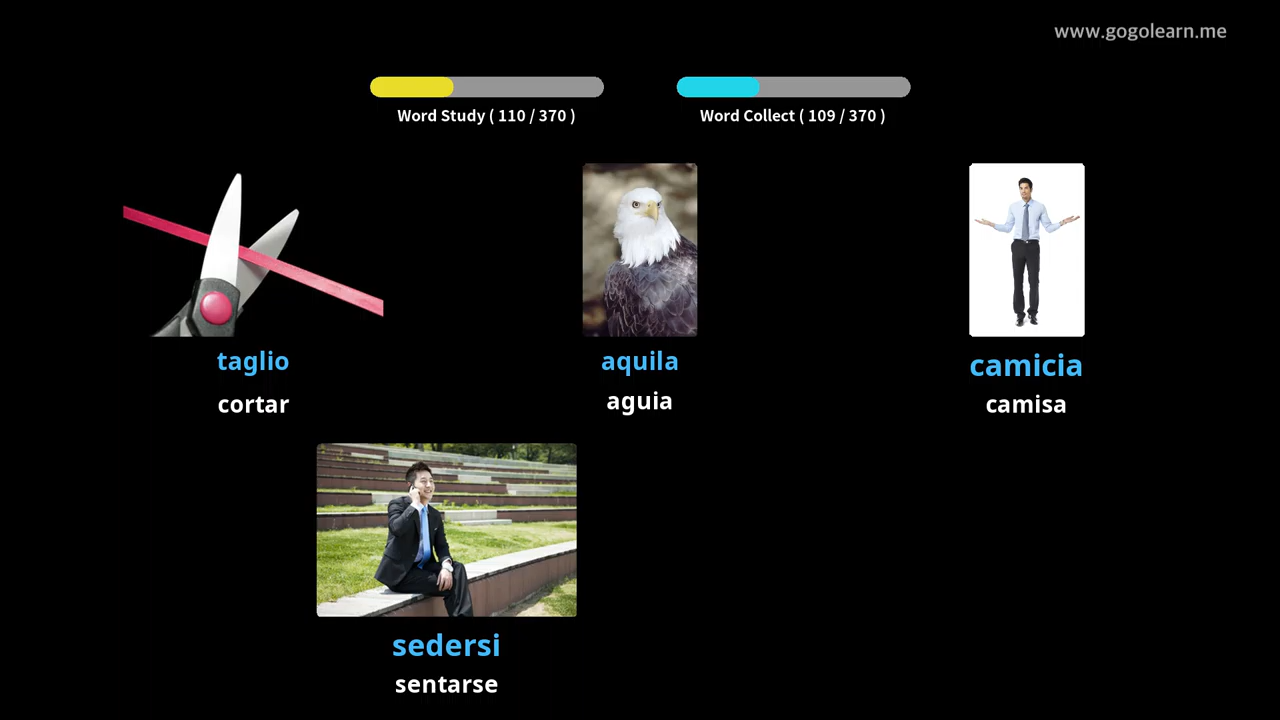 www.gogolearn.me
Word Study ( 110 / 370 )
Word Collect ( 109 / 370 )
taglio
aquila
camicia
cortar
aguia
camisa
sedersi
sentarse